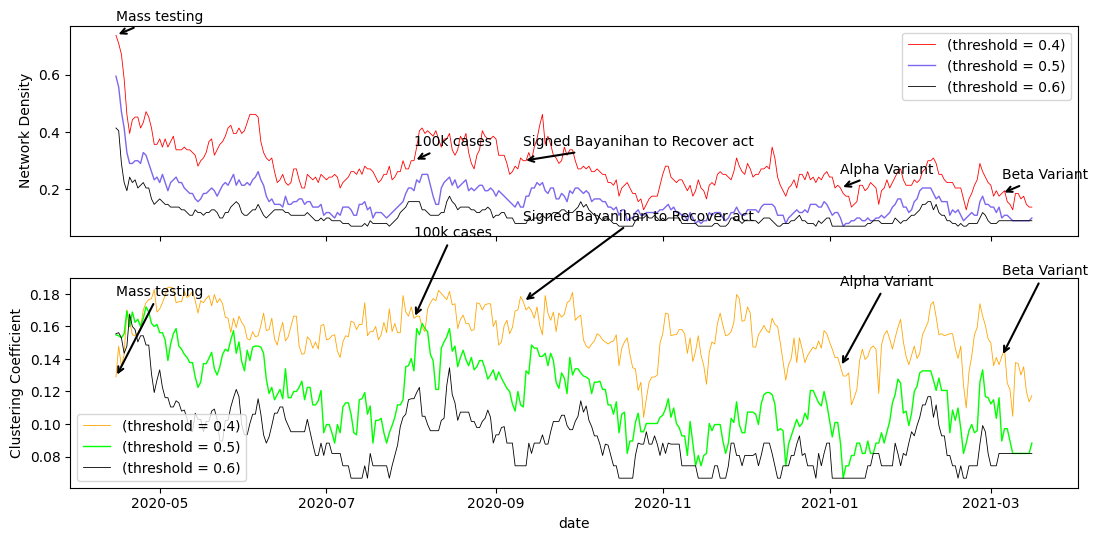 Mass testing
(threshold = 0.4)
(threshold = 0.5)
(threshold = 0.6)
0.6
0.4
0.2
Network Density
100k cases
Signed Bayanihan to Recover act
Alpha Variant
Beta Variant
Signed Bayanihan to Recover act
100k cases
Mass testing
Alpha Variant
Beta Variant
0.18
0.16
0.14
0.12
0.10
0.08
Clustering Coefficient
(threshold = 0.4)
(threshold = 0.5)
(threshold = 0.6)
2020-05
2020-07
2020-09
2020-11
2021-01
2021-03
date